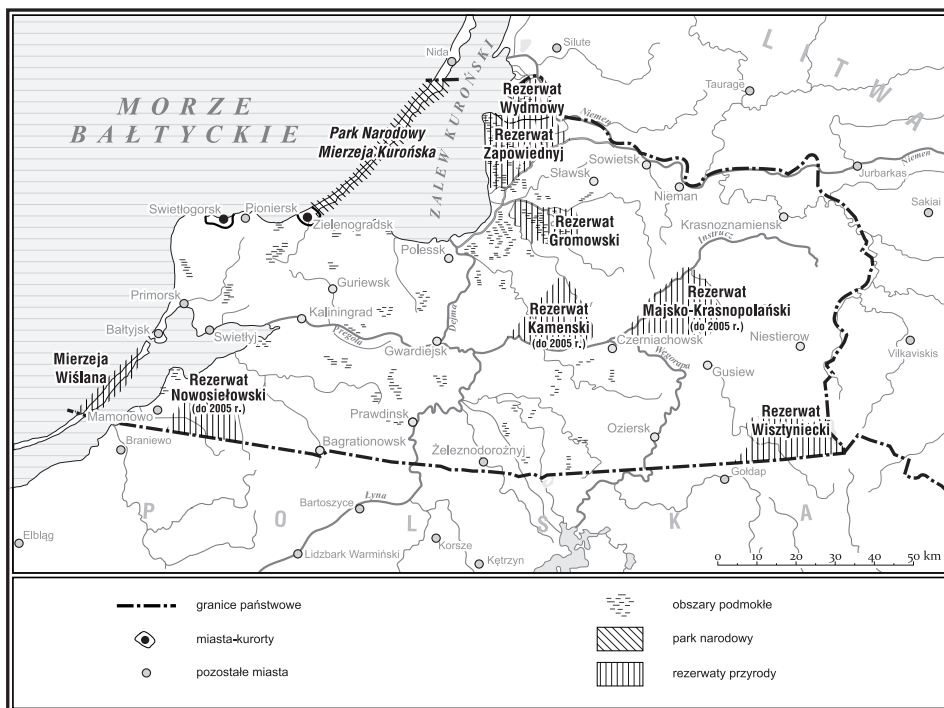 Nida
Silute
LITWA
Taurage
MORZE
BAŁTYCKIE
ZALEW KUROŃSKI
Rezerwat
Wydmowy
Niemen
Park Narodowy
Mierzeja Kurońska
Rezerwat
Zapowiednyj
Sowietsk
Niemen
Jurbarkas
Sławsk
Nieman
Sakiai
Swietłogorsk
Pioniersk
Zielenogradsk
Rezerwat
Gromowski
Krasnoznamiensk
Instrucz
Polessk
Guriewsk
Primorsk
Kaliningrad
Dejma
Rezerwat
Kamenski
(do 2005 r.)
Rezerwat
Majsko-Krasnopolański
(do 2005 r.)
Bałtyjsk
Swietłyj
Pregoła
Gwardiejsk
Czerniachowsk
Niestierow
Vilkaviskis
Węgorapa
Gusiew
Mierzeja
Wiślana
Rezerwat
Nowosiełowski
(do 2005 r.)
Mamonowo
Prawdinsk
Rezerwat
Wisztyniecki
Braniewo
Bagrationowsk
Żeleznodorożnyj
Oziersk
Gołdap
Bartoszyce
Łyna
POLSKA
Elbląg
Lidzbark Warmiński
Korsze
Kętrzyn
0 10 20 30 40 50 km
granice państwowe
obszary podmokłe
miasta-kurorty
park narodowy
pozostałe miasta
rezerwaty przyrody